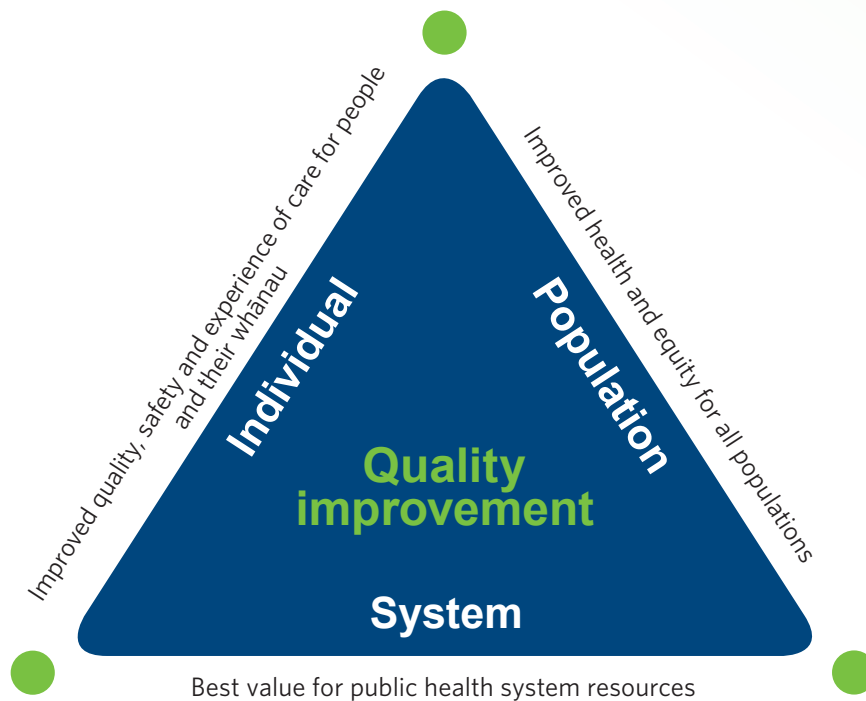 Improved quality, safety and experience of care for people
and their whānau
Individual
Improved health and equity for all populations
Population
Quality
improvement
System
Best value for public health system resources